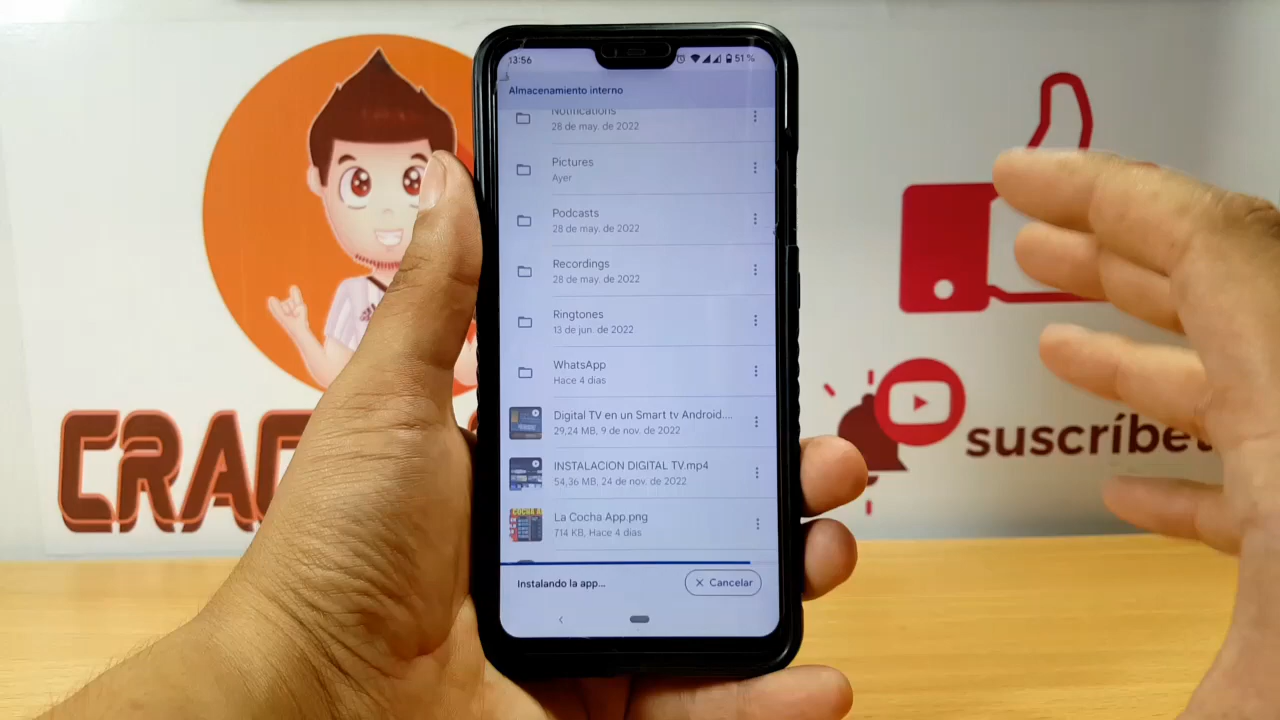 13:56
51 %
Almacenamiento interno
Notifications
28 de may. de 2022
Pictures
Ayer
Podcasts
28 de may. de 2022
Recordings
28 de may. de 2022
Ringtones
13 de jun. de 2022
WhatsApp
Hace 4 días
Digital TV en un Smart tv Android....
29,24 MB, 9 de nov. de 2022
INSTALACION DIGITAL TV.mp4
54,36 MB, 24 de nov. de 2022
La Cocha App.png
714 KB, Hace 4 días
Instalando la app...
Cancelar
suscríbet